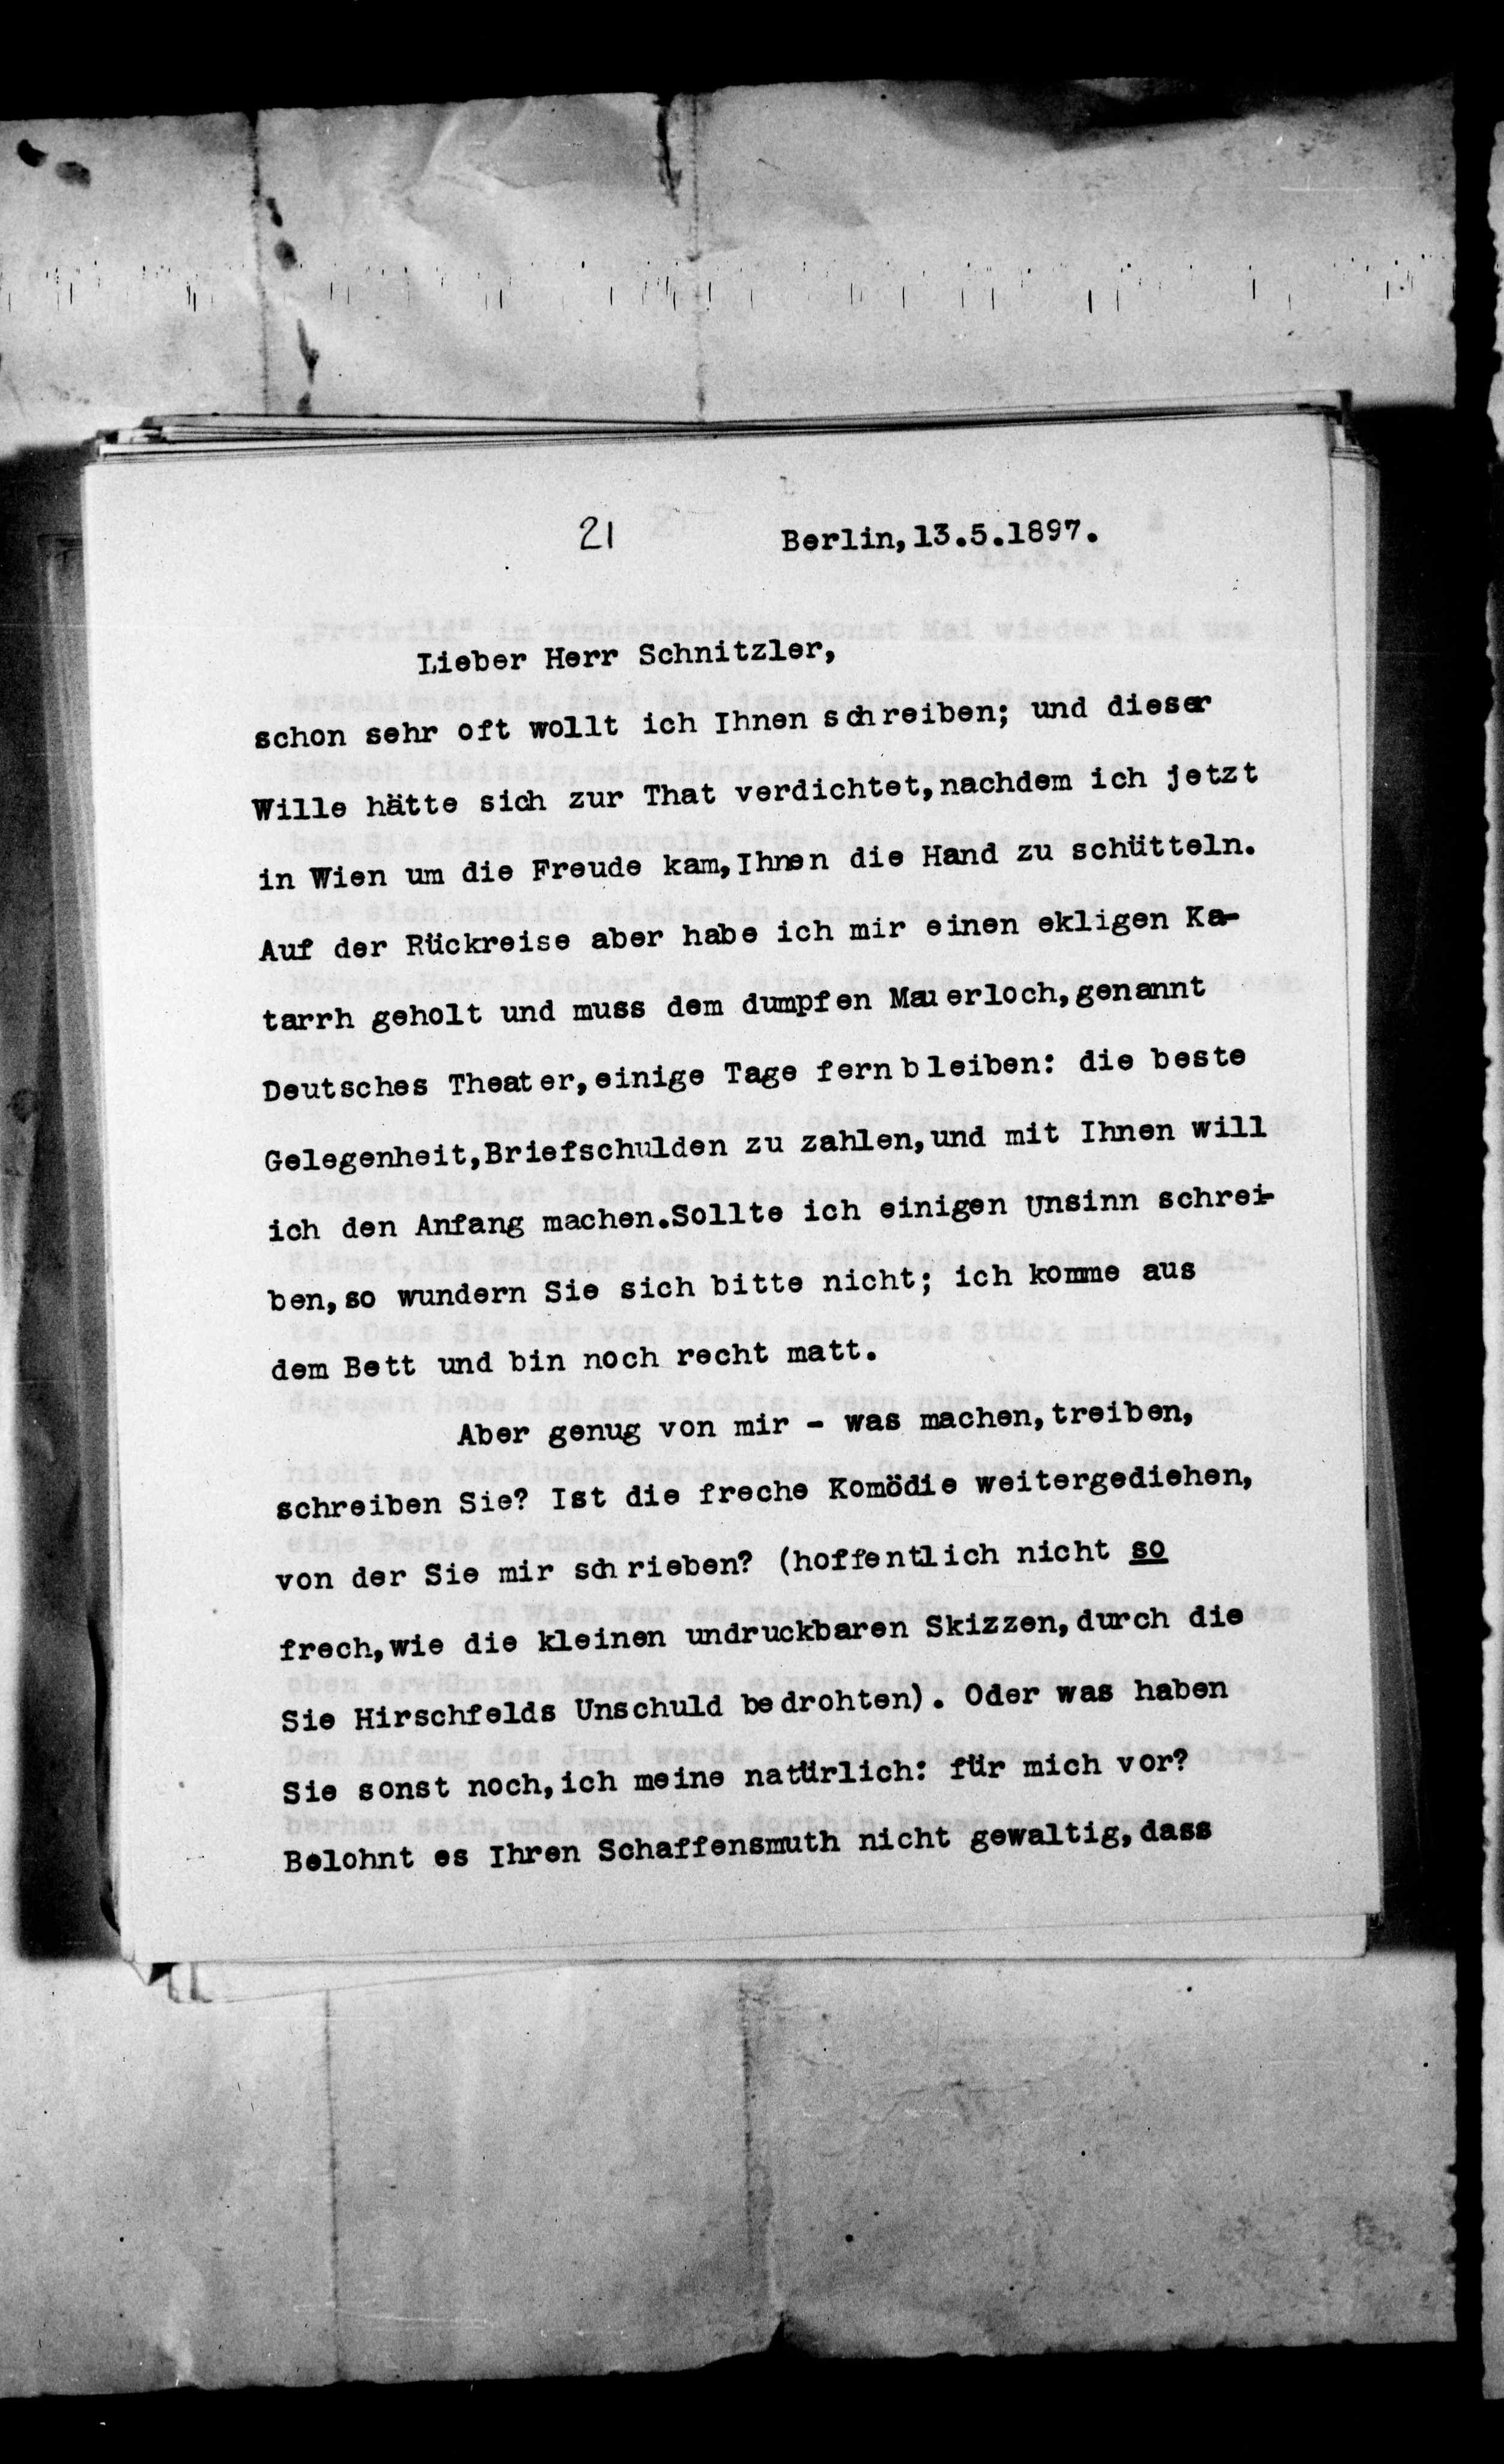 21 Berlin,13.5.1897.
Lieber Herr Schnitzler,
schon sehr oft wollt ich Ihnen schreiben; und dieser
Wille hätte sich zur That verdichtet,nachdem ich jetzt
in Wien um die Freude kam,Ihnen die Hand zu schütteln.
Auf der Rückreise aber habe ich mir einen ekligen Ka-
tarrh geholt und muss dem dumpfen Mauerloch,genannt
Deutsches Theater,einige Tage fernbleiben: die beste
Gelegenheit,Briefschulden zu zahlen,und mit Ihnen will
ich den Anfang machen.Sollte ich einigen Unsinn schrei-
ben,so wundern Sie sich bitte nicht; ich komme aus
dem Bett und bin noch recht matt.
Aber genug von mir - was machen,treiben,
schreiben Sie? Ist die freche Komödie weitergediehen,
von der Sie mir schrieben? (hoffentlich nicht so
frech,wie die kleinen undruckbaren Skizzen,durch die
Sie Hirschfelds Unschuld bedrohten). Oder was haben
Sie sonst noch,ich meine natürlich: für mich vor?
Belohnt es Ihren Schaffensmuth nicht gewaltig,dass